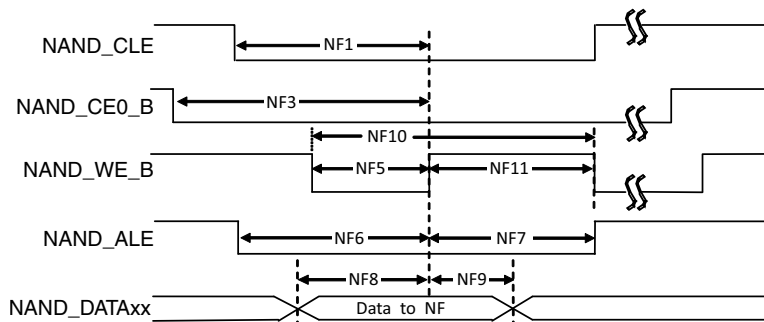 NAND_CLE
NF1
NAND_CE0_B
NF3
NF10
NAND_WE_B
NF5
NF11
NAND_ALE
NF6
NF7
NF8
NF9
NAND_DATAxx
Data to NF